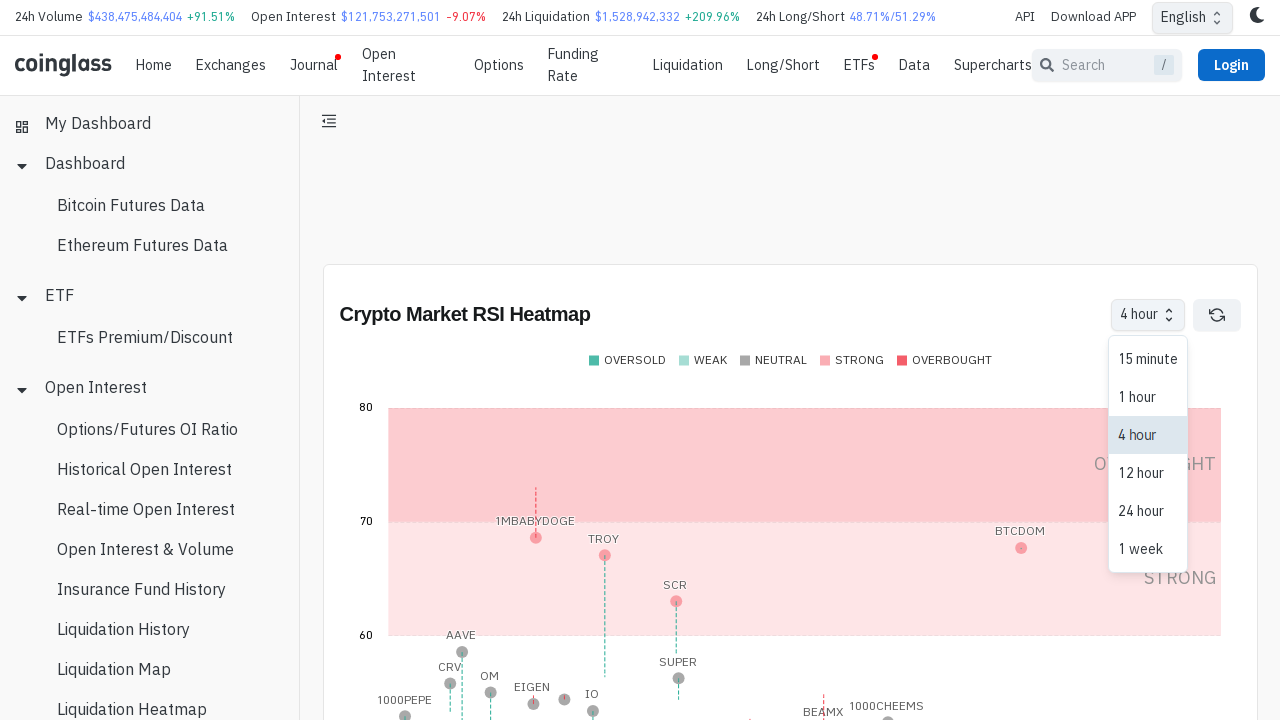 24h Volume $438,475,484,404 +91.51% Open Interest $121,753,271,501 -9.07% 24h Liquidation $1,528,942,332 +209.96% 24h Long/Short 48.71%/51.29% API Download APP English
coinglass Home Exchanges Journal Open Interest Options Funding Rate Liquidation Long/Short ETFs Data Supercharts Search / Login
My Dashboard
Dashboard
Bitcoin Futures Data
Ethereum Futures Data
ETF
ETFs Premium/Discount
Open Interest
Options/Futures OI Ratio
Historical Open Interest
Real-time Open Interest
Open Interest & Volume
Insurance Fund History
Liquidation History
Liquidation Map
Liquidation Heatmap
Crypto Market RSI Heatmap
4 hour
15 minute
1 hour
4 hour
12 hour
24 hour
1 week
OVERSOLD WEAK NEUTRAL STRONG OVERBOUGHT
80
70
60
STRONG
1MBABYDOGE
TROY
BTCDOM
SCR
AAVE
CRV
OM
SUPER
EIGEN
IO
1000PEPE
BEAMX
1000CHEEMS